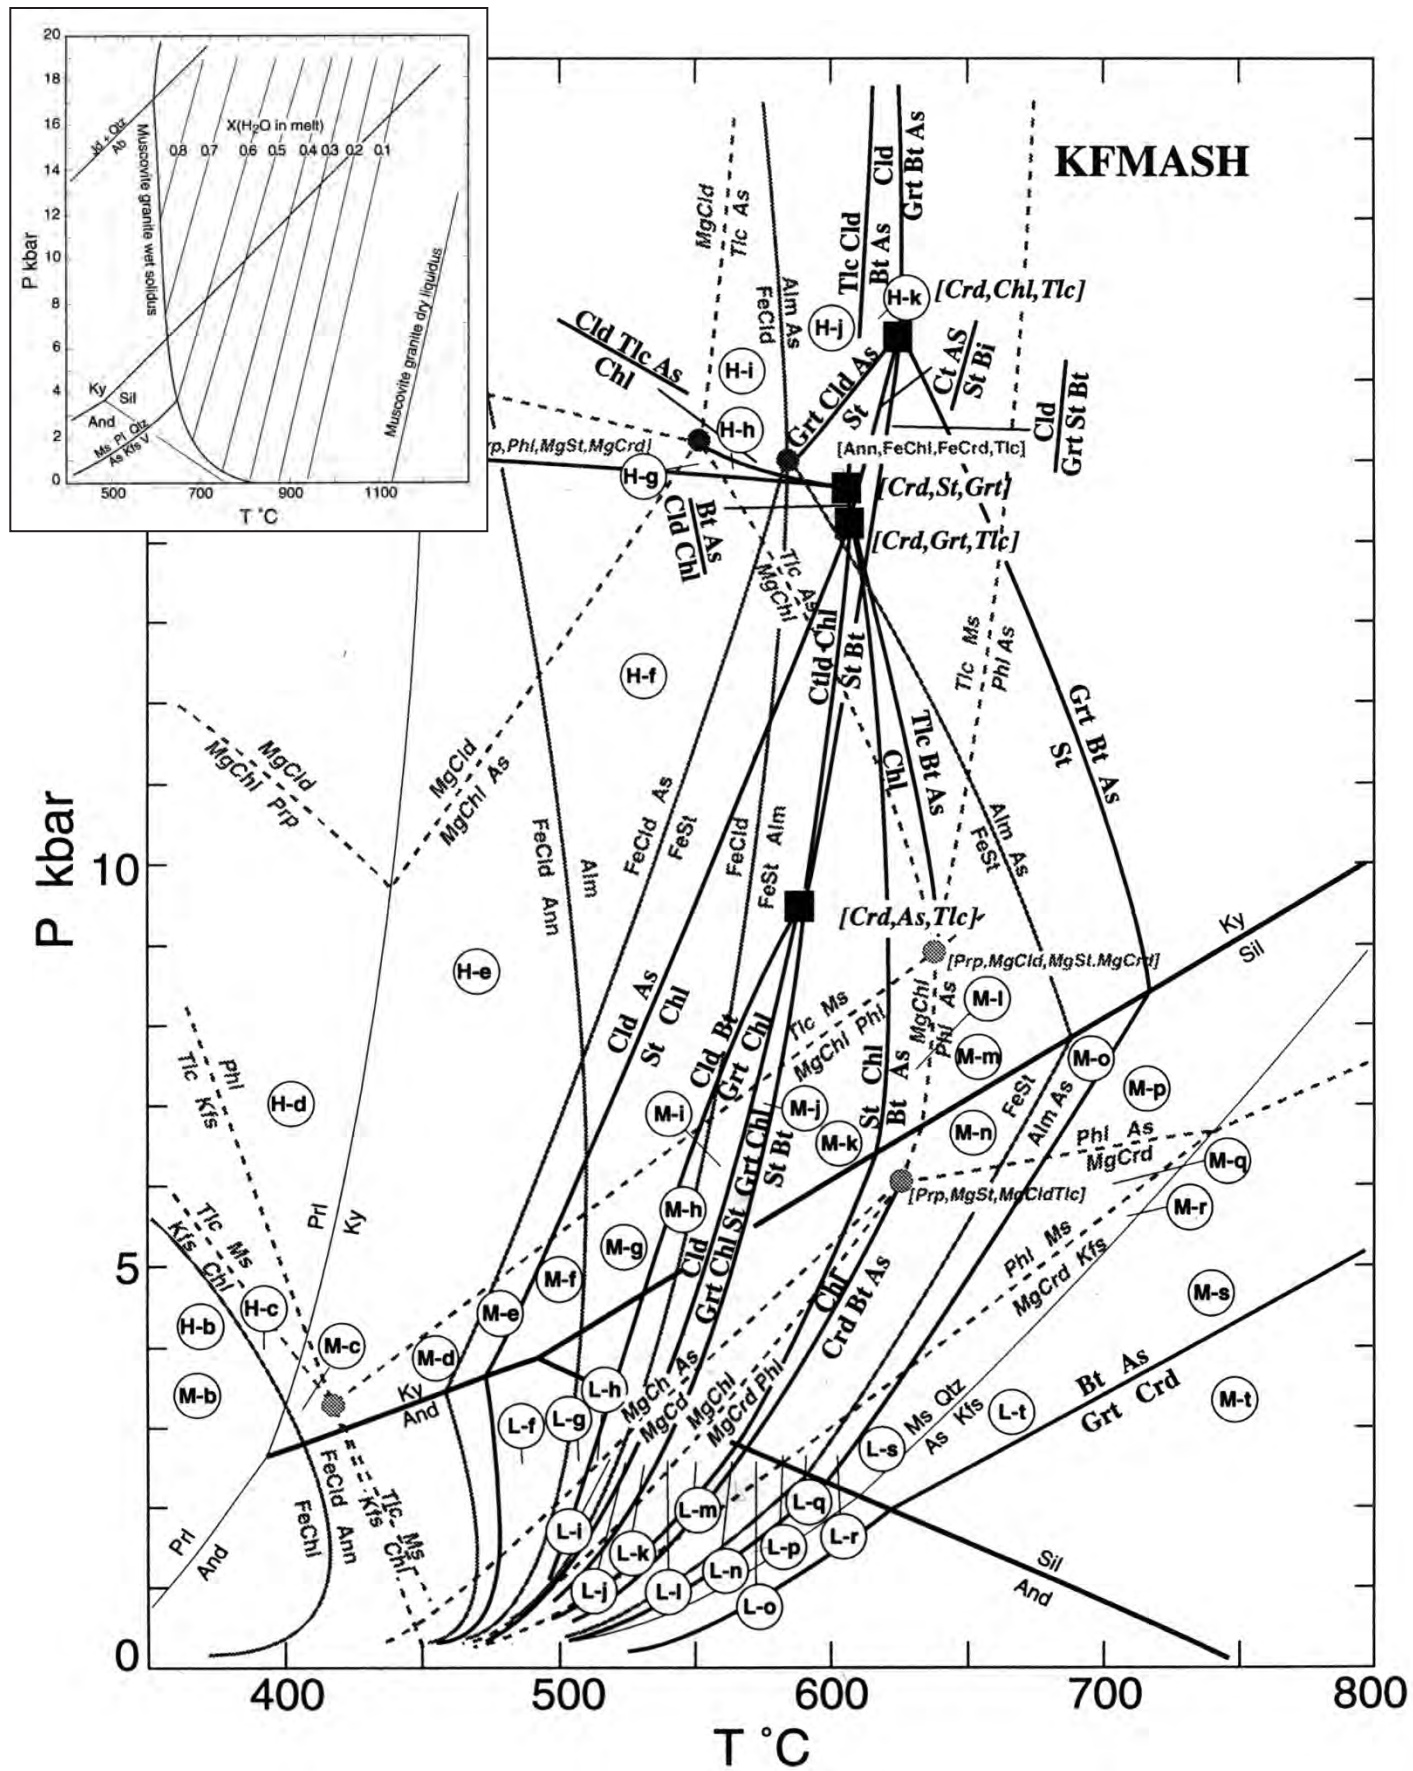 20
18
16
14
12
10
8
6
4
2
0
P kbar
500
700
900
1100
T °C
Jd + Qtz
Ab
Muscovite granite wet solidus
X(H2O in melt)
0.8
0.7
0.6
0.5
0.4
0.3
0.2
0.1
Muscovite granite dry liquidus
Ky
Sil
And
Ms Pl Qtz
As Kfs V
KFMASH
MgCld
Tlc As
FeCld
Alm As
Tlc Cld
Bt As
Cld
Grt Bt As
H-k
[Crd,Chl,Tlc]
H-j
Cld Tlc As
Chl
H-i
H-h
Grt Cld As
St
Ct AS
St Bi
Cld
Grt St Bt
rp,Phl,MgSt,MgCrd]
[Ann,FeChl,FeCrd,Tlc]
H-g
[Crd,St,Grt]
Bt As
Cld Chl
[Crd,Grt,Tlc]
Tlc As
MgChl
Ctld Chl
St Bt
Tlc Ms
Phl As
H-f
Grt Bt As
St
MgCld
MgChl Prp
MgCld
MgChl As
Chl
Tlc Bt As
FeCld As
FeSt
FeCld
Alm
FeSt
Alm As
FeSt
FeCld Ann
Alm
[Crd,As,Tlc]
Ky
Sil
H-e
[Prp,MgCld,MgSt.MgCrd]
Cld As
St Chl
Tlc Ms
MgChl Phl
MgChl
Phl As
M-l
Cld Bt
Grt Chl
M-m
M-o
M-p
Phl
Tlc Kfs
H-d
M-i
M-j
M-k
St Chl
Bt As
M-n
FeSt
Alm As
Phl As
MgCrd
M-q
Grt Chl
St Bt
[Prp,MgSt,MgCldTlc]
M-r
Prl
Ky
M-h
Tlc Ms
Kfs Chl
M-g
Cld
Grt Chl St
Phl Ms
MgCrd Kfs
M-f
M-s
H-c
H-b
M-e
Chl
Crd Bt As
M-c
M-d
M-b
Ky
And
L-h
MgCh As
MgCd
MgChl
MgCrd Phl
Bt As
Grt Crd
M-t
L-f
L-g
Ms Qtz
As Kfs
L-t
L-s
FeCld Ann
FeChl
Tlc Ms
Kfs Chl
L-i
L-m
L-q
Prl
And
L-k
L-p
L-r
L-j
L-l
L-n
L-o
Sil
And
10
5
0
P kbar
400
500
600
700
800
T °C